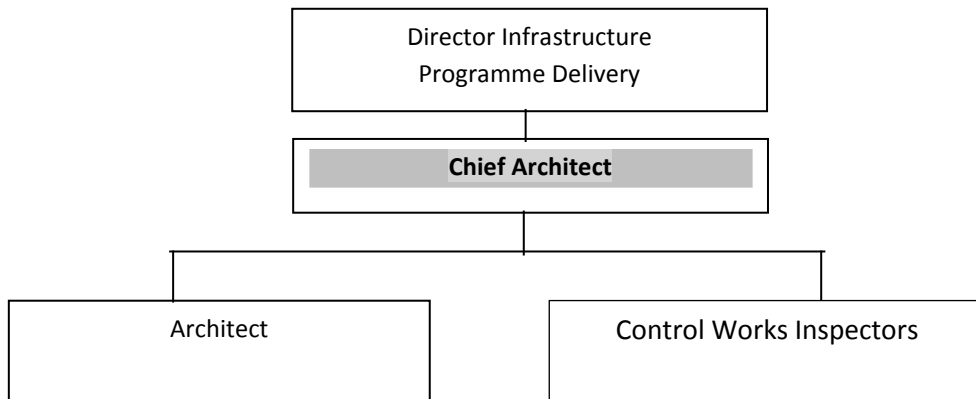 Director Infrastructure
Programme Delivery
Chief Architect
Architect
Control Works Inspectors